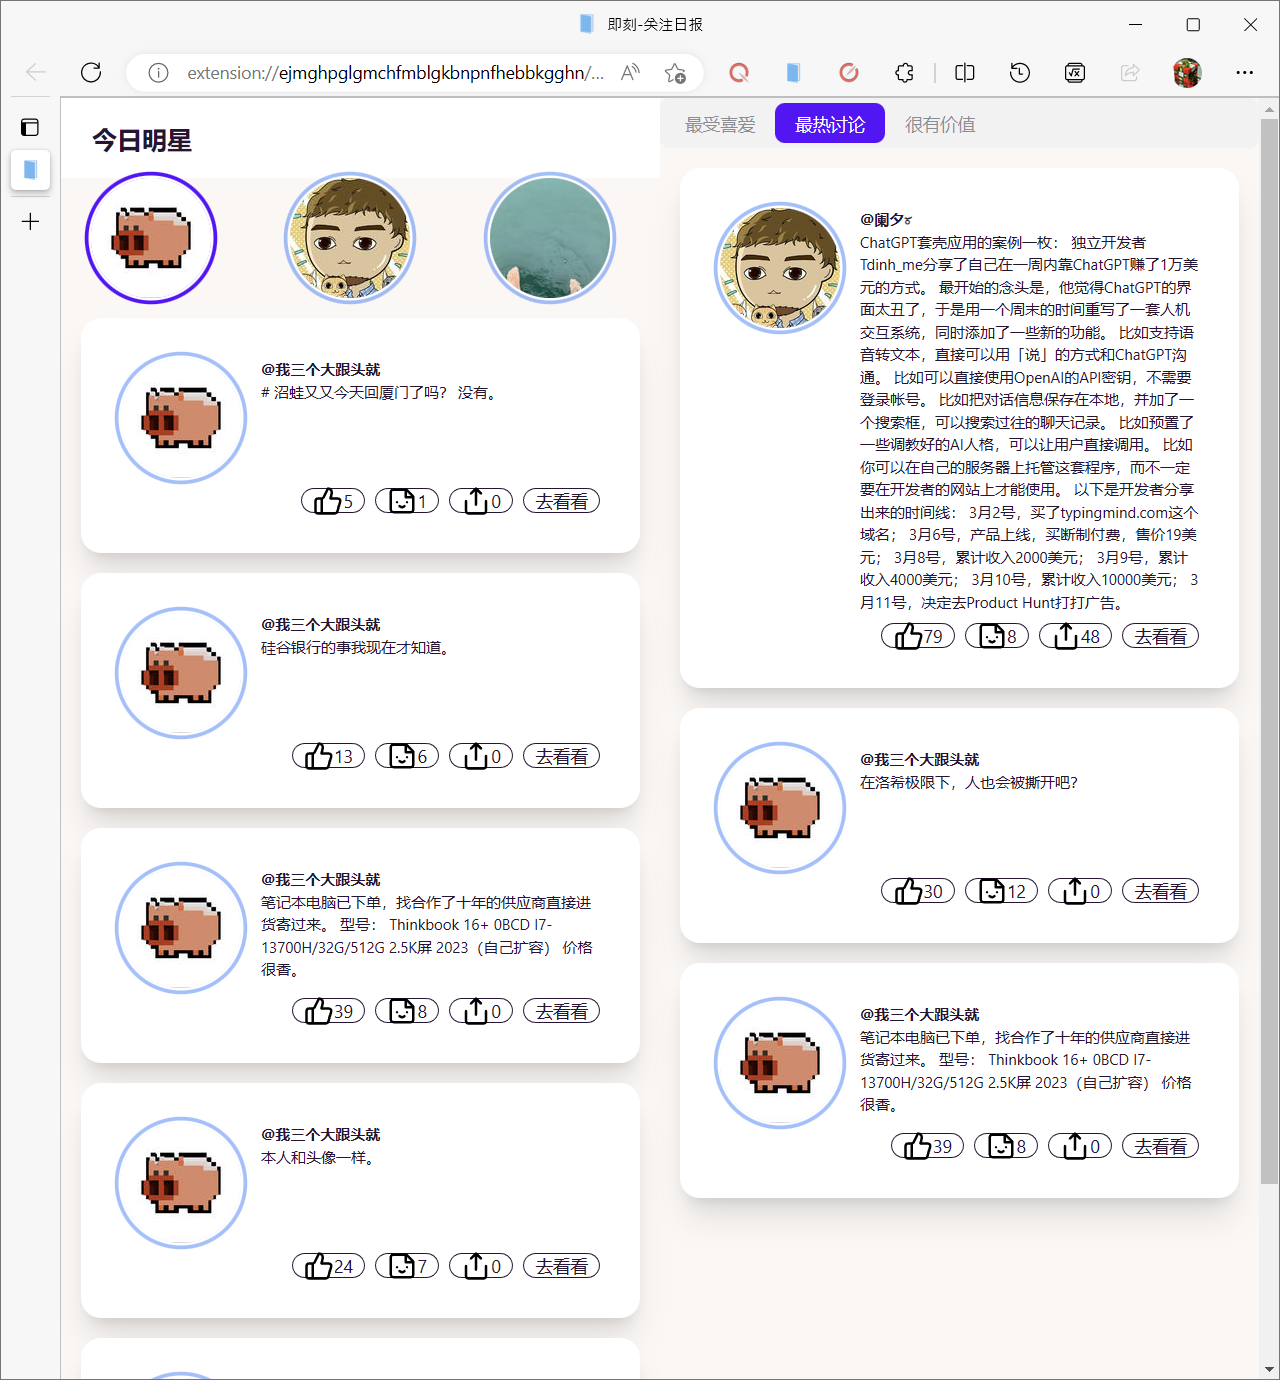 即刻-关注日报
extension://ejmghpglgmchfmblgkbnpnfhebbkgghn/...
今日明星
@我三个大跟头就
# 沼蛙又又今天回厦门了吗? 没有。
5 1 0 去看看
@我三个大跟头就
硅谷银行的事我现在才知道。
13 6 0 去看看
@我三个大跟头就
笔记本电脑已下单，找合作了十年的供应商直接进
货寄过来。 型号： Thinkbook 16+ 0BCD I7-
13700H/32G/512G 2.5K屏 2023（自己扩容） 价格
很香。
39 8 0 去看看
@我三个大跟头就
本人和头像一样。
24 7 0 去看看
最受喜爱 最热讨论 很有价值
ChatGPT套壳应用的案例一枚： 独立开发者
Tdinh_me分享了自己在一周内靠ChatGPT赚了1万美
元的方式。 最开始的念头是，他觉得ChatGPT的界
面太丑了，于是用一个周末的时间重写了一套人机
交互系统，同时添加了一些新的功能。 比如支持语
音转文本，直接可以用「说」的方式和ChatGPT沟
通。 比如可以直接使用OpenAI的API密钥，不需要
登录帐号。 比如把对话信息保存在本地，并加了一
个搜索框，可以搜索过往的聊天记录。 比如预置了
一些调教好的AI人格，可以让用户直接调用。 比如
你可以在自己的服务器上托管这套程序，而不一定
要在开发者的网站上才能使用。 以下是开发者分享
出来的时间线： 3月2号，买了typingmind.com这个
域名； 3月6号，产品上线，买断制付费，售价19美
元； 3月8号，累计收入2000美元； 3月9号，累计
收入4000美元； 3月10号，累计收入10000美元； 3
月11号，决定去Product Hunt打打广告。
79 8 48 去看看
@我三个大跟头就
在洛希极限下，人也会被撕开吧?
30 12 0 去看看
@我三个大跟头就
笔记本电脑已下单，找合作了十年的供应商直接进
货寄过来。 型号： Thinkbook 16+ 0BCD I7-
13700H/32G/512G 2.5K屏 2023（自己扩容） 价格
很香。
39 8 0 去看看